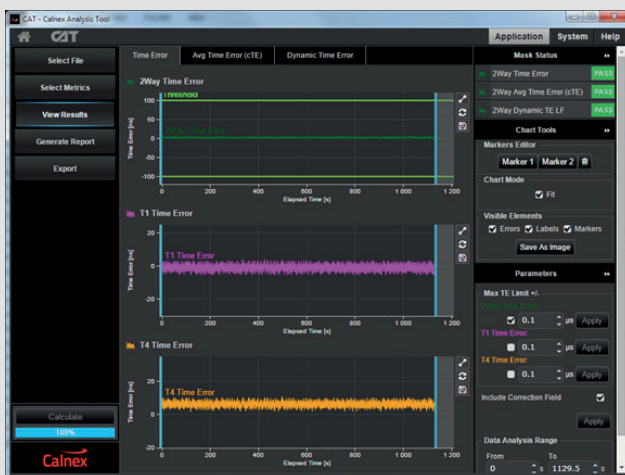 CAT - Calnex Analysis Tool
CAT
Application System Help
Select File
Select Metrics
View Results
Generate Report
Export
Calculate
100%
Calnex
Time Error Avg Time Error (cTE) Dynamic Time Error
2Way Time Error
Time Error [ns]
100
50
0
-50
-100
Threshold
2Way Time Error
0 200 400 600 800 1 000 1 200
Elapsed Time [s]
T1 Time Error
Time Error [ns]
20
0
-20
T1 Time Error
0 200 400 600 800 1 000 1 200
Elapsed Time [s]
T4 Time Error
Time Error [ns]
20
0
-20
T4 Time Error
0 200 400 600 800 1 000 1 200
Elapsed Time [s]
Mask Status
2Way Time Error PASS
2Way Avg Time Error (cTE) PASS
2Way Dynamic TE LF PASS
Chart Tools
Markers Editor
Marker 1 Marker 2
Chart Mode
Fit
Visible Elements
Errors Labels Markers
Save As Image
Parameters
Max TE Limit +/-
2Way Time Error:
0.1 µs Apply
T1 Time Error:
0.1 µs Apply
T4 Time Error:
0.1 µs Apply
Include Correction Field
Apply
Data Analysis Range
From To
0 s 1129.5 s